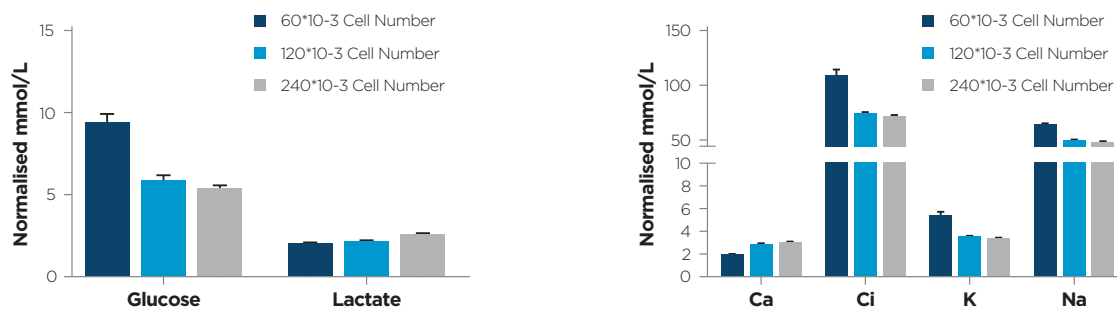 60*10-3 Cell Number
120*10-3 Cell Number
240*10-3 Cell Number
Normalised mmol/L
15
10
5
0
Glucose
Lactate
60*10-3 Cell Number
120*10-3 Cell Number
240*10-3 Cell Number
Normalised mmol/L
150
100
50
10
8
6
4
2
0
Ca
Ci
K
Na